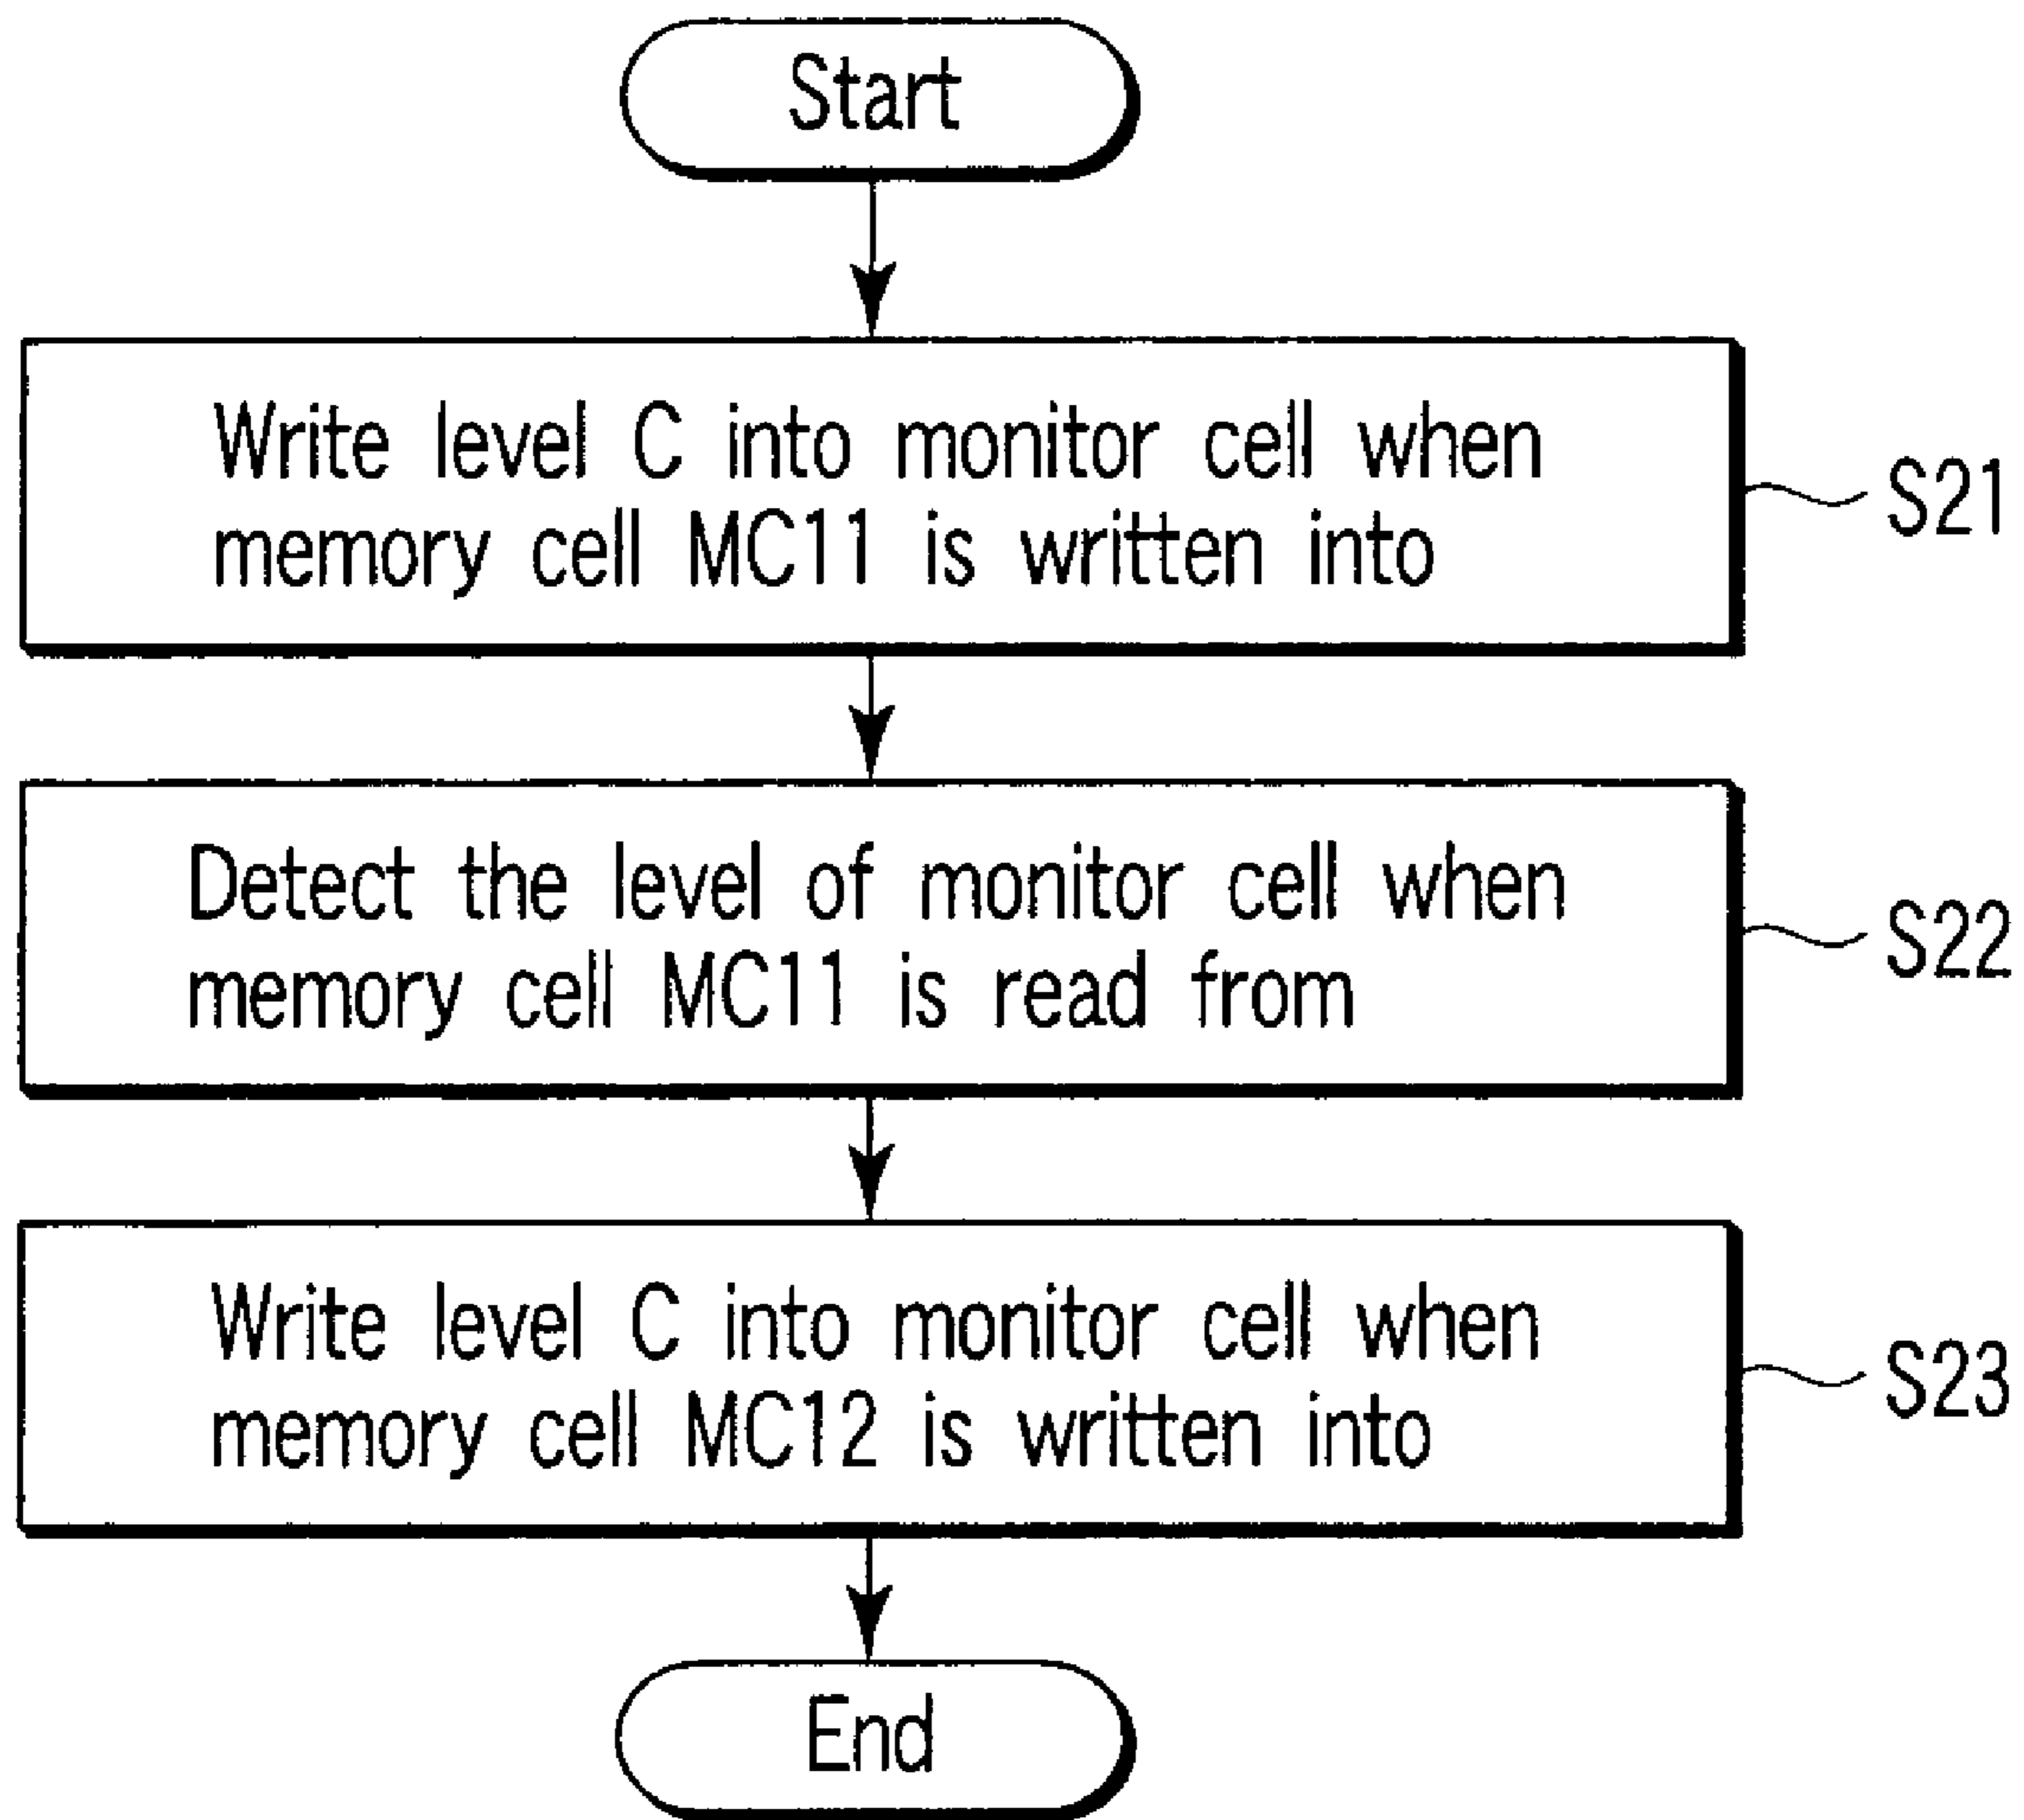 Start
Write level C into monitor cell when
memory cell MC11 is written into
S21
Detect the level of monitor cell when
memory cell MC11 is read from
S22
Write level C into monitor cell when
memory cell MC12 is written into
S23
End